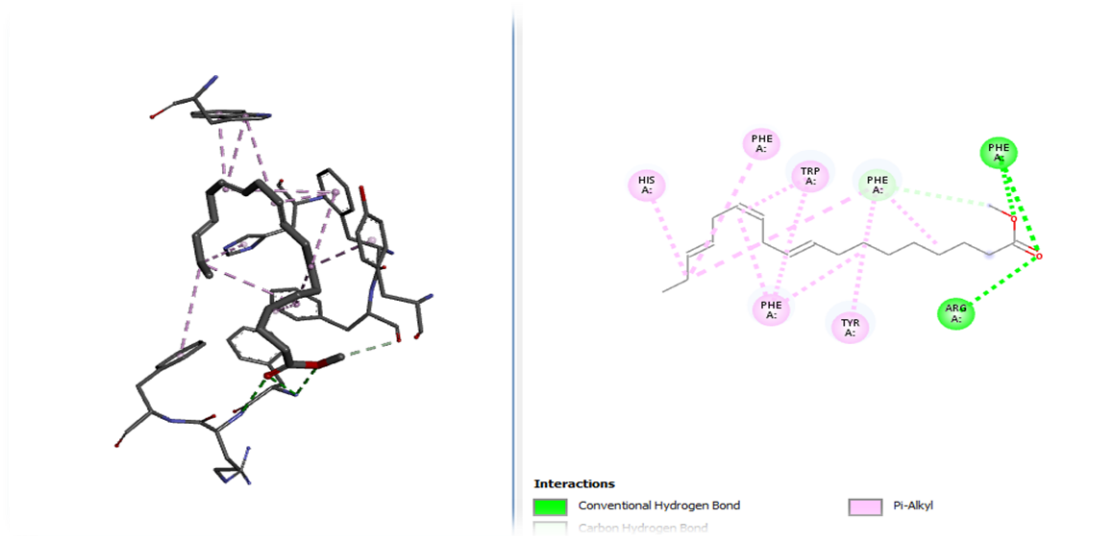 PHE
A:
PHE
A:
TRP
A:
HIS
A:
PHE
A:
PHE
A:
TYR
A:
ARG
A:
O
O
Interactions
Conventional Hydrogen Bond
Pi-Alkyl
Carbon Hydrogen Bond